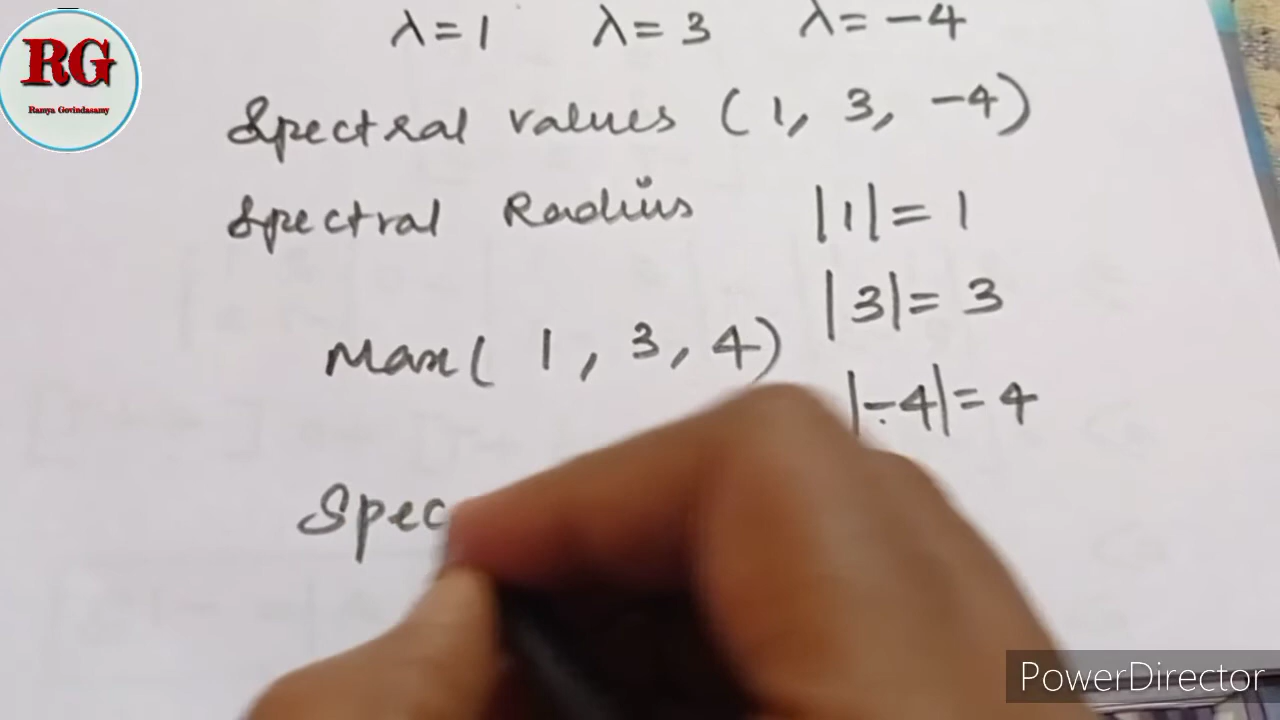 RG
Ramya Govindasamy
λ=1 λ=3 λ=-4
Spectral values (1, 3, -4)
Spectral Radius |1|=1
|3|=3
Max( 1, 3, 4)
|-4|=4
Spec
PowerDirector